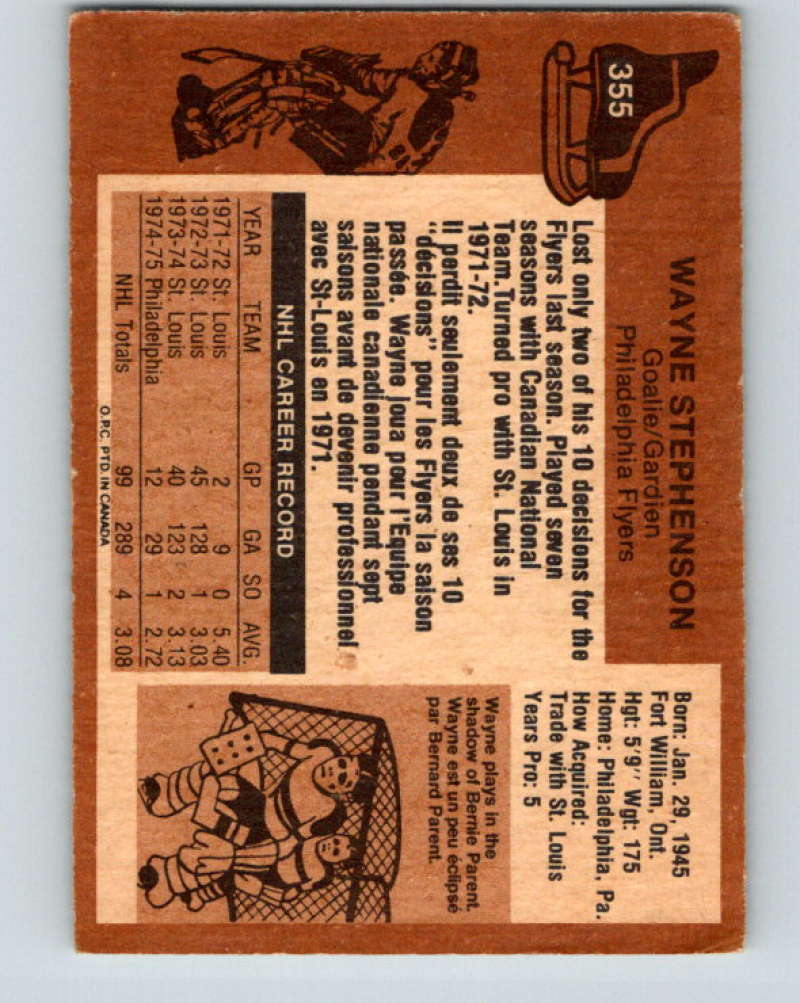 355
WAYNE STEPHENSON
Goalie/Gardien
Philadelphia Flyers
Lost only two of his 10 decisions for the
Flyers last season. Played seven
seasons with Canadian National
Team. Turned pro with St. Louis in
1971-72.
Il perdit seulement deux de ses 10
"décisions" pour les Flyers la saison
passée. Wayne joua pour l'Equipe
nationale canadienne pendant sept
saisons avant de devenir professionnel
avec St-Louis en 1971.
NHL CAREER RECORD
YEAR TEAM GP GA SO AVG.
1971-72 St. Louis 2 9 0 5.40
1972-73 St. Louis 45 128 1 3.03
1973-74 St. Louis 40 123 2 3.13
1974-75 Philadelphia 12 29 1 2.72
NHL Totals 99 289 4 3.08
O.P.C. PTD. IN CANADA
Born: Jan. 29, 1945
Fort William, Ont.
Hgt: 5'9" Wgt: 175
Home: Philadelphia, Pa.
How Acquired:
Trade with St. Louis
Years Pro: 5
Wayne plays in the
shadow of Bernie Parent.
Wayne est un peu éclipsé
par Bernard Parent.